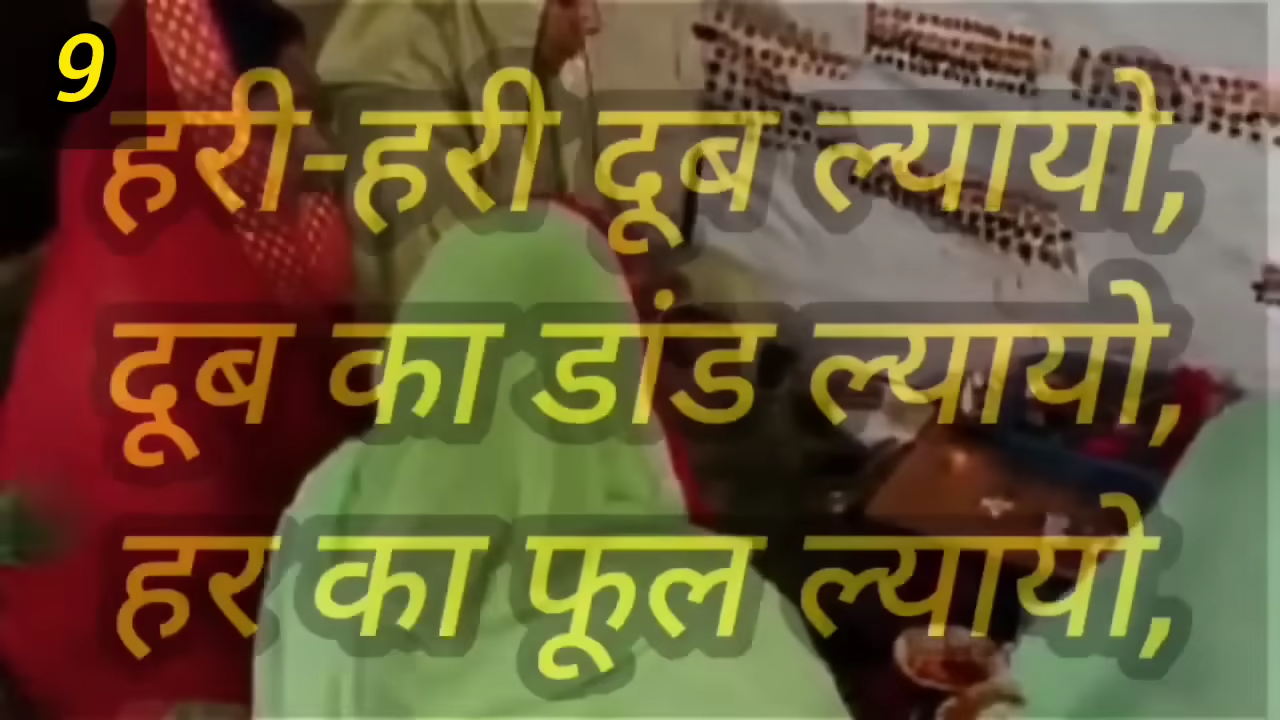 9
हरी-हरी दूब ल्यायो,
दूब का डांड ल्यायो,
हर का फूल ल्यायो,